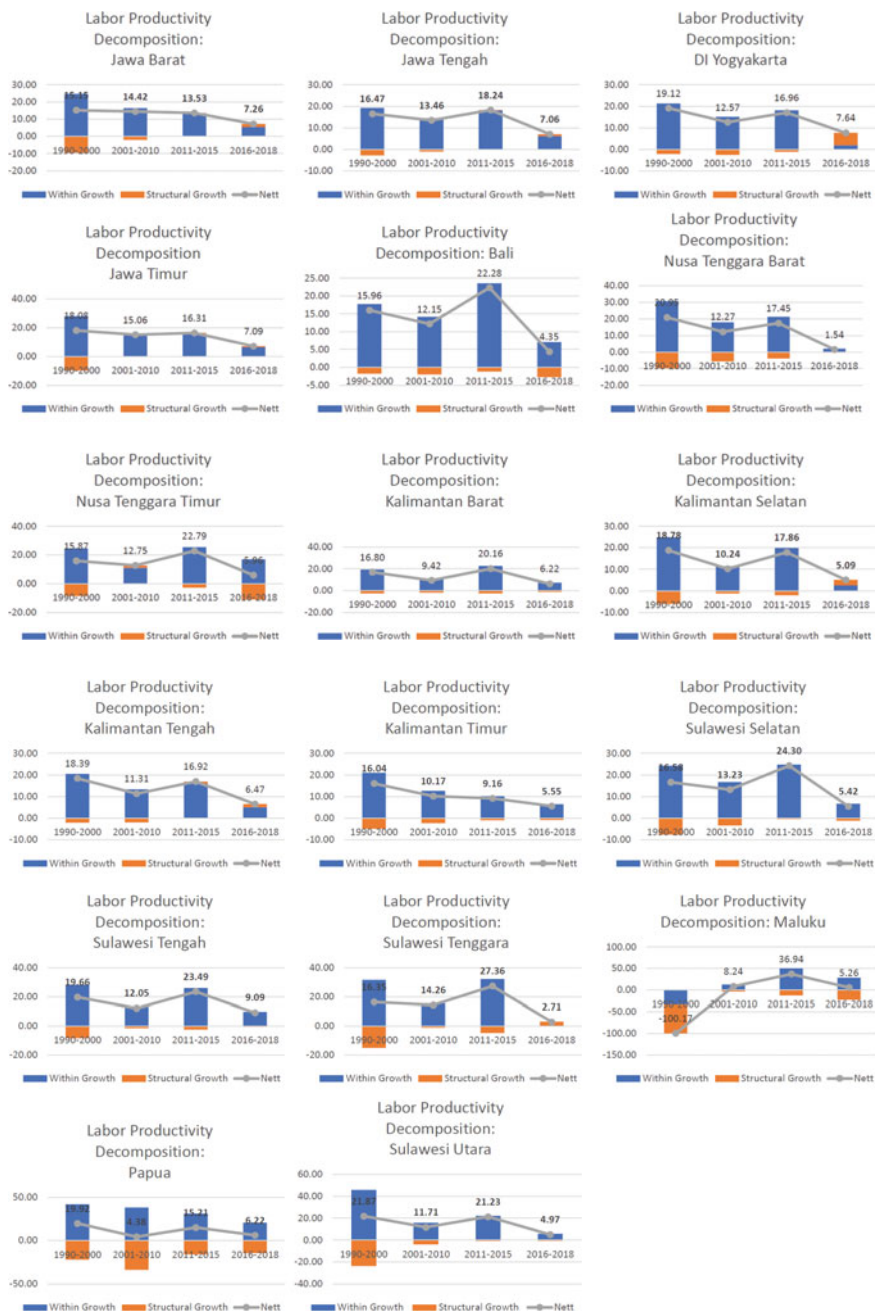 Labor Productivity
Decomposition:
Jawa Barat
30.00
20.00
10.00
0.00
-10.00
-20.00
15.15 14.42 13.53 7.26
1990-2000 2001-2010 2011-2015 2016-2018
Within Growth Structural Growth Nett
Labor Productivity
Decomposition:
Jawa Tengah
30.00
20.00
10.00
0.00
-10.00
16.47 13.46 18.24 7.06
1990-2000 2001-2010 2011-2015 2016-2018
Within Growth Structural Growth Nett
Labor Productivity
Decomposition:
DI Yogyakarta
30.00
20.00
10.00
0.00
-10.00
19.12 12.57 16.96 7.64
1990-2000 2001-2010 2011-2015 2016-2018
Within Growth Structural Growth Nett
Labor Productivity
Decomposition
Jawa Timur
40.00
20.00
0.00
-20.00
18.08 15.06 16.31 7.09
1990-2000 2001-2010 2011-2015 2016-2018
Within Growth Structural Growth Nett
Labor Productivity
Decomposition: Bali
25.00
20.00
15.00
10.00
5.00
0.00
-5.00
15.96 12.15 22.28 4.35
1990-2000 2001-2010 2011-2015 2016-2018
Within Growth Structural Growth Nett
Labor Productivity
Decomposition:
Nusa Tenggara Barat
40.00
30.00
20.00
10.00
0.00
-10.00
-20.00
12.27 17.45 1.54
1990-2000 2001-2010 2011-2015 2016-2018
Within Growth Structural Growth Nett
Labor Productivity
Decomposition:
Nusa Tenggara Timur
40.00
20.00
0.00
-20.00
15.87 12.75 22.79 5.96
1990-2000 2001-2010 2011-2015 2016-2018
Within Growth Structural Growth Nett
Labor Productivity
Decomposition:
Kalimantan Barat
40.00
20.00
0.00
-20.00
16.80 9.42 20.16 6.22
1990-2000 2001-2010 2011-2015 2016-2018
Within Growth Structural Growth Nett
Labor Productivity
Decomposition:
Kalimantan Selatan
30.00
20.00
10.00
0.00
-10.00
18.78 10.24 17.86 5.09
1990-2000 2001-2010 2011-2015 2016-2018
Within Growth Structural Growth Nett
Labor Productivity
Decomposition:
Kalimantan Tengah
30.00
20.00
10.00
0.00
-10.00
18.39 11.31 16.92 6.47
1990-2000 2001-2010 2011-2015 2016-2018
Within Growth Structural Growth Nett
Labor Productivity
Decomposition:
Kalimantan Timur
30.00
20.00
10.00
0.00
-10.00
16.04 10.17 9.16 5.55
1990-2000 2001-2010 2011-2015 2016-2018
Within Growth Structural Growth Nett
Labor Productivity
Decomposition:
Sulawesi Selatan
30.00
20.00
10.00
0.00
-10.00
16.58 13.23 24.30 5.42
1990-2000 2001-2010 2011-2015 2016-2018
Within Growth Structural Growth Nett
Labor Productivity
Decomposition:
Sulawesi Tengah
40.00
20.00
0.00
-20.00
19.66 12.05 23.49 9.09
1990-2000 2001-2010 2011-2015 2016-2018
Within Growth Structural Growth Nett
Labor Productivity
Decomposition:
Sulawesi Tenggara
40.00
20.00
0.00
-20.00
16.35 14.26 27.36 2.71
1990-2000 2001-2010 2011-2015 2016-2018
Within Growth Structural Growth Nett
Labor Productivity
Decomposition: Maluku
100.00
50.00
0.00
-50.00
-100.00
-150.00
-100.17 8.24 36.94 5.26
1990-2000 2001-2010 2011-2015 2016-2018
Within Growth Structural Growth Nett
Labor Productivity
Decomposition:
Papua
50.00
0.00
-50.00
19.92 4.38 15.21 6.22
1990-2000 2001-2010 2011-2015 2016-2018
Within Growth Structural Growth Nett
Labor Productivity
Decomposition:
Sulawesi Utara
60.00
40.00
20.00
0.00
-20.00
-40.00
21.87 11.71 21.23 4.97
1990-2000 2001-2010 2011-2015 2016-2018
Within Growth Structural Growth Nett